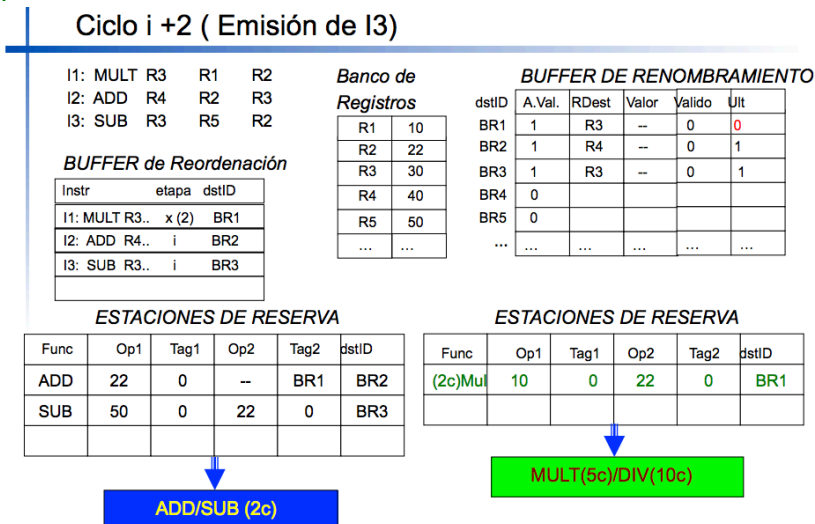 Ciclo i +2 ( Emisión de I3)
I1: MULT R3 R1 R2
I2: ADD R4 R2 R3
I3: SUB R3 R5 R2
Banco de
Registros
R1 10
R2 22
R3 30
R4 40
R5 50
... ...
BUFFER DE RENOMBRAMIENTO
dstID A.Val. RDest Valor Valido Ult
BR1 1 R3 -- 0 0
BR2 1 R4 -- 0 1
BR3 1 R3 -- 0 1
BR4 0
BR5 0
... ... ... ... ... ...
BUFFER de Reordenación
Instr etapa dstID
I1: MULT R3.. x (2) BR1
I2: ADD R4.. i BR2
I3: SUB R3.. i BR3
ESTACIONES DE RESERVA
Func Op1 Tag1 Op2 Tag2 dstID
ADD 22 0 -- BR1 BR2
SUB 50 0 22 0 BR3
ADD/SUB (2c)
ESTACIONES DE RESERVA
Func Op1 Tag1 Op2 Tag2 dstID
(2c)Mul 10 0 22 0 BR1
MULT(5c)/DIV(10c)